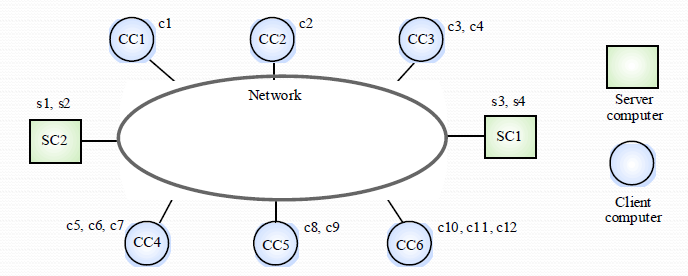 c1
CC1
c2
CC2
c3, c4
CC3
Network
s1, s2
SC2
s3, s4
SC1
Server
computer
c5, c6, c7
CC4
c8, c9
CC5
c10, c11, c12
CC6
Client
computer